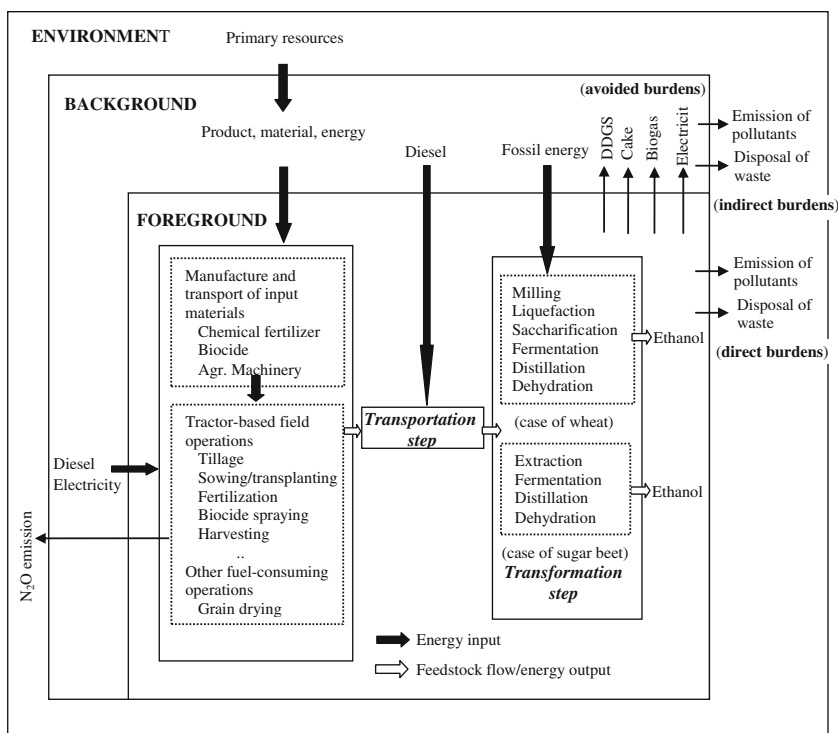 ENVIRONMENT
Primary resources
BACKGROUND
(avoided burdens)
Product, material, energy
Diesel
Fossil energy
DDGS
Cake
Biogas
Electricit
Emission of
pollutants
Disposal of
waste
(indirect burdens)
FOREGROUND
Manufacture and
transport of input
materials
Chemical fertilizer
Biocide
Agr. Machinery
Tractor-based field
operations
Tillage
Sowing/transplanting
Fertilization
Biocide spraying
Harvesting
..
Other fuel-consuming
operations
Grain drying
Diesel
Electricity
N₂O emission
Transportation
step
Milling
Liquefaction
Saccharification
Fermentation
Distillation
Dehydration
Ethanol
(case of wheat)
Extraction
Fermentation
Distillation
Dehydration
Ethanol
(case of sugar beet)
Transformation
step
Emission of
pollutants
Disposal of
waste
(direct burdens)
Energy input
Feedstock flow/energy output